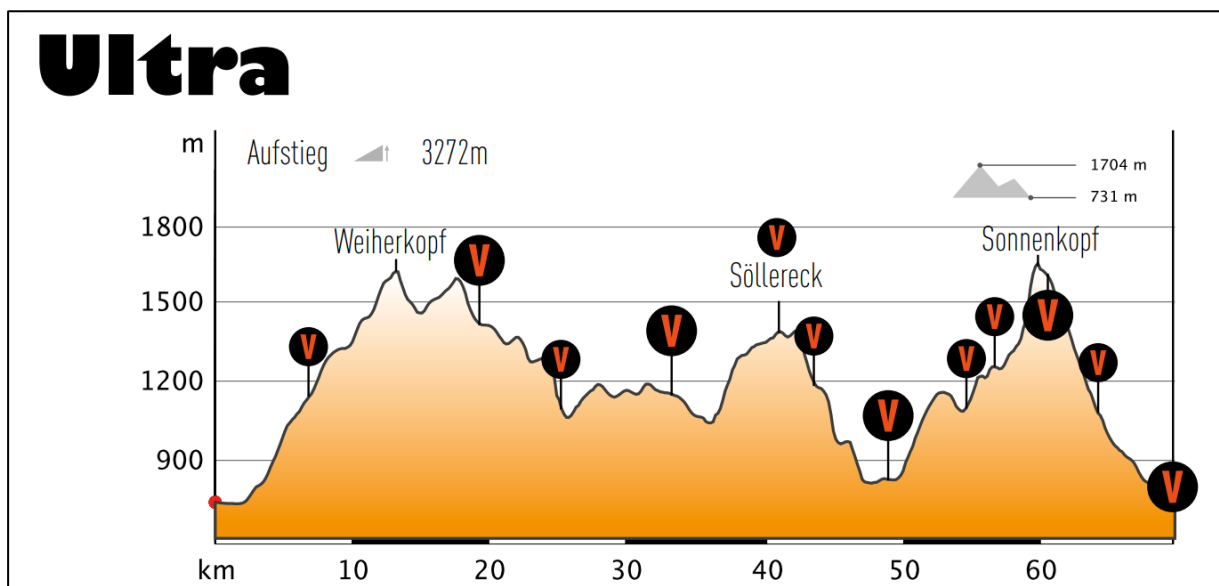 Ultra
m
Aufstieg 3272m
1704 m
731 m
1800
Weiherkopf
V
V
Sonnenkopf
Söllereck
1500
V
V
V
V
V
V
1200
V
V
V
900
V
V
km 10 20 30 40 50 60